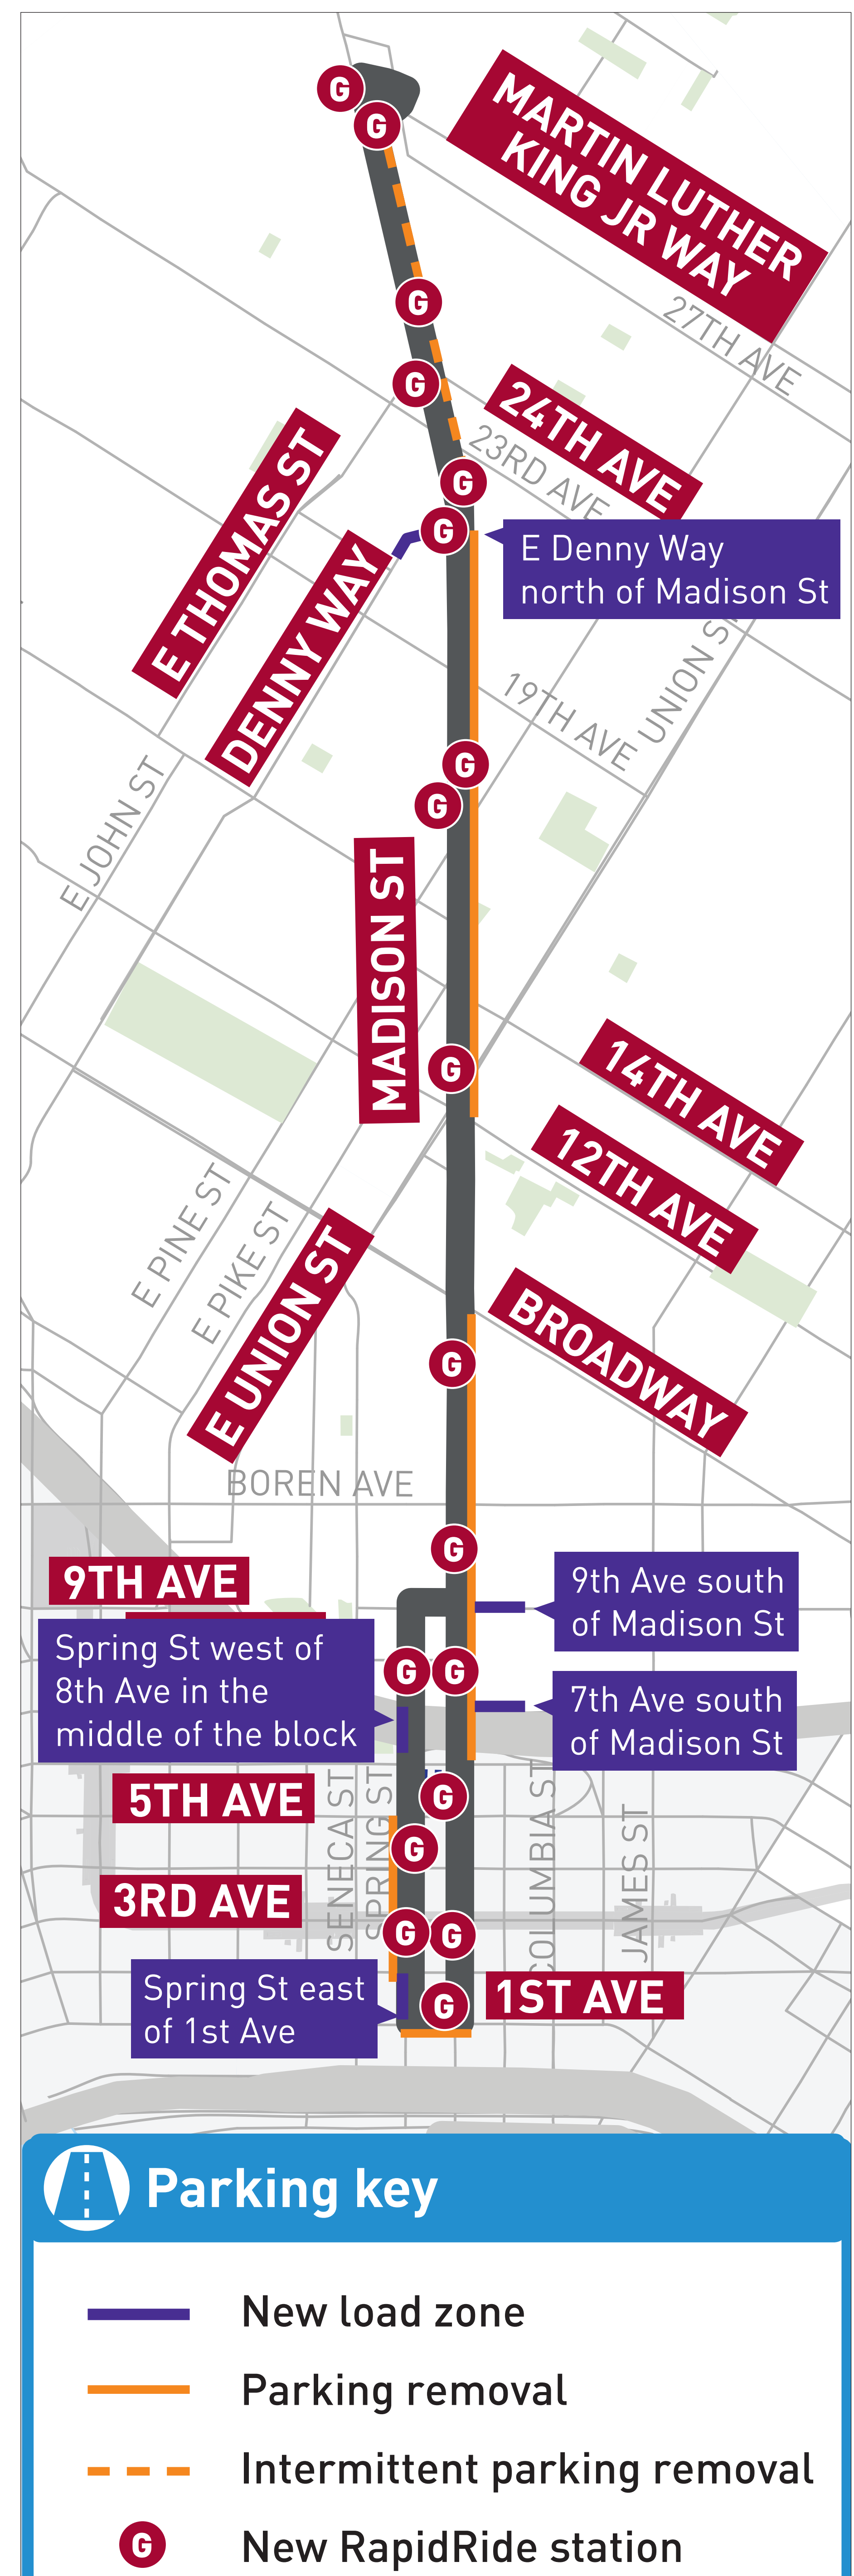 G
G
MARTIN LUTHER
KING JR WAY
27TH AVE
G
G
24TH AVE
23RD AVE
G
G
E THOMAS ST
DENNY WAY
E Denny Way
north of Madison St
UNION ST
19TH AVE
G
G
E JOHN ST
MADISON ST
G
14TH AVE
12TH AVE
E PINE ST
E PIKE ST
E UNION ST
BROADWAY
G
BOREN AVE
G
9TH AVE
9th Ave south
of Madison St
Spring St west of
8th Ave in the
middle of the block
G
G
7th Ave south
of Madison St
5TH AVE
G
G
SENECA ST
SPRING ST
COLUMBIA ST
JAMES ST
3RD AVE
G
G
Spring St east
of 1st Ave
G
1ST AVE
Parking key
New load zone
Parking removal
Intermittent parking removal
G
New RapidRide station